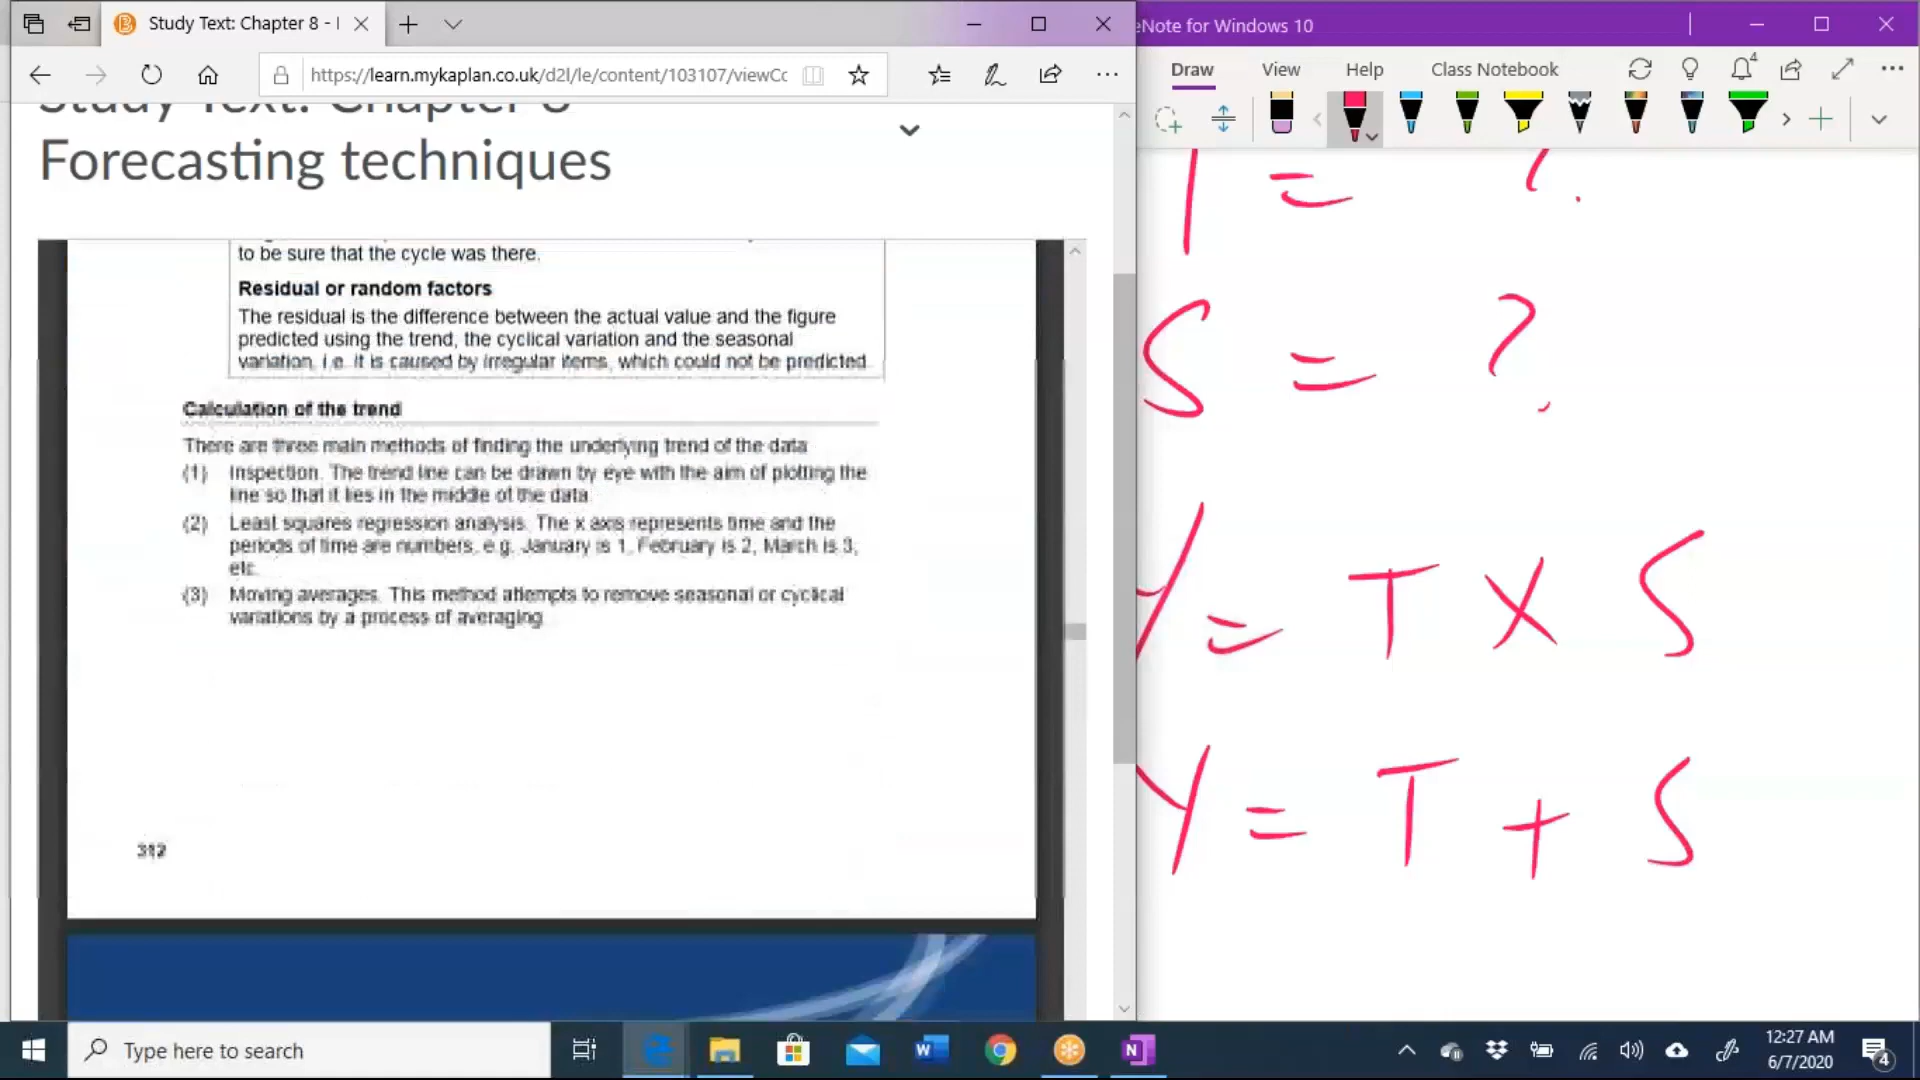 Study Text: Chapter 8 - I
https://learn.mykaplan.co.uk/d2l/le/content/103107/viewCc
Study Text: Chapter 8
Forecasting techniques
to be sure that the cycle was there.
Residual or random factors
The residual is the difference between the actual value and the figure
predicted using the trend, the cyclical variation and the seasonal
variation, i.e. it is caused by irregular items, which could not be predicted.
Calculation of the trend
There are three main methods of finding the underlying trend of the data
(1) Inspection. The trend line can be drawn by eye with the aim of plotting the
line so that it lies in the middle of the data.
(2) Least squares regression analysis. The x axis represents time and the
periods of time are numbers, e.g. January is 1, February is 2, March is 3,
etc.
(3) Moving averages. This method attempts to remove seasonal or cyclical
variations by a process of averaging.
312
eNote for Windows 10
Draw View Help Class Notebook
4
= ?
S = ?
Y = T X S
Y = T + S
Type here to search
12:27 AM
6/7/2020
4